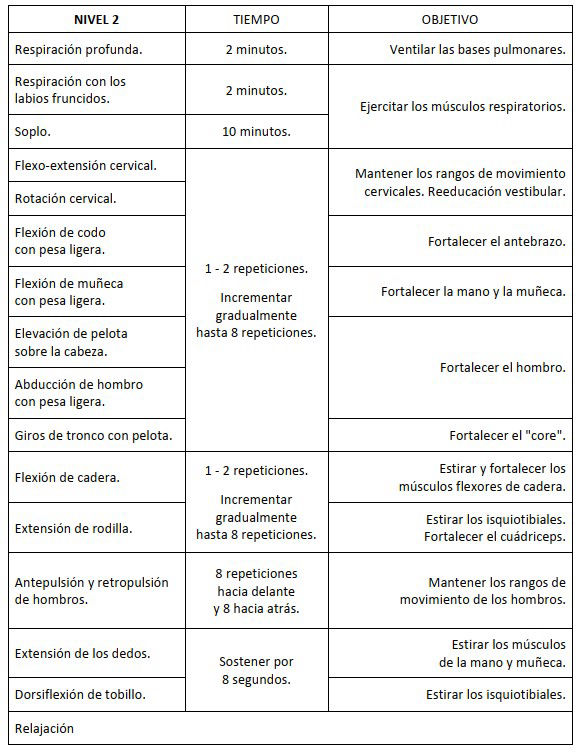 NIVEL 2
TIEMPO
OBJETIVO
Respiración profunda.
2 minutos.
Ventilar las bases pulmonares.
Respiración con los
labios fruncidos.
2 minutos.
Ejercitar los músculos respiratorios.
Soplo.
10 minutos.
Flexo-extensión cervical.
1 - 2 repeticiones.
Incrementar
gradualmente
hasta 8 repeticiones.
Mantener los rangos de movimiento
cervicales. Reeducación vestibular.
Rotación cervical.
Flexión de codo
con pesa ligera.
Fortalecer el antebrazo.
Flexión de muñeca
con pesa ligera.
Fortalecer la mano y la muñeca.
Elevación de pelota
sobre la cabeza.
Fortalecer el hombro.
Abducción de hombro
con pesa ligera.
Giros de tronco con pelota.
Fortalecer el "core".
Flexión de cadera.
1 - 2 repeticiones.
Incrementar
gradualmente
hasta 8 repeticiones.
Estirar y fortalecer los
músculos flexores de cadera.
Extensión de rodilla.
Estirar los isquiotibiales.
Fortalecer el cuádriceps.
Antepulsión y retropulsión
de hombros.
8 repeticiones
hacia delante
y 8 hacia atrás.
Mantener los rangos de
movimiento de los hombros.
Extensión de los dedos.
Sostener por
8 segundos.
Estirar los músculos
de la mano y muñeca.
Dorsiflexión de tobillo.
Estirar los isquiotibiales.
Relajación